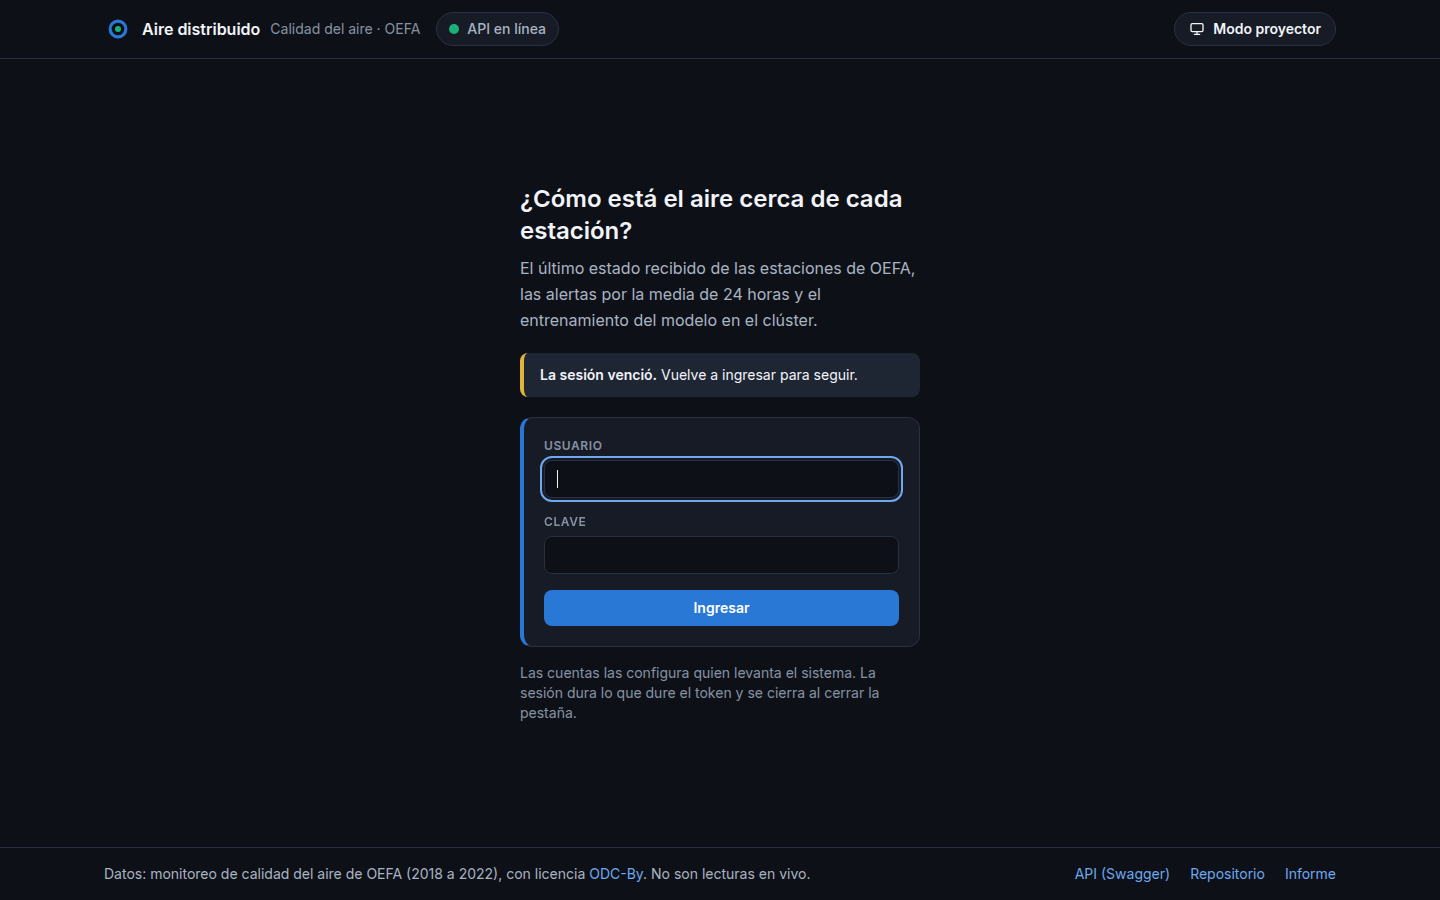 Aire distribuido Calidad del aire · OEFA API en línea Modo proyector
¿Cómo está el aire cerca de cada
estación?
El último estado recibido de las estaciones de OEFA,
las alertas por la media de 24 horas y el
entrenamiento del modelo en el clúster.
La sesión venció. Vuelve a ingresar para seguir.
USUARIO
CLAVE
Ingresar
Las cuentas las configura quien levanta el sistema. La
sesión dura lo que dure el token y se cierra al cerrar la
pestaña.
Datos: monitoreo de calidad del aire de OEFA (2018 a 2022), con licencia ODC-By. No son lecturas en vivo. API (Swagger) Repositorio Informe